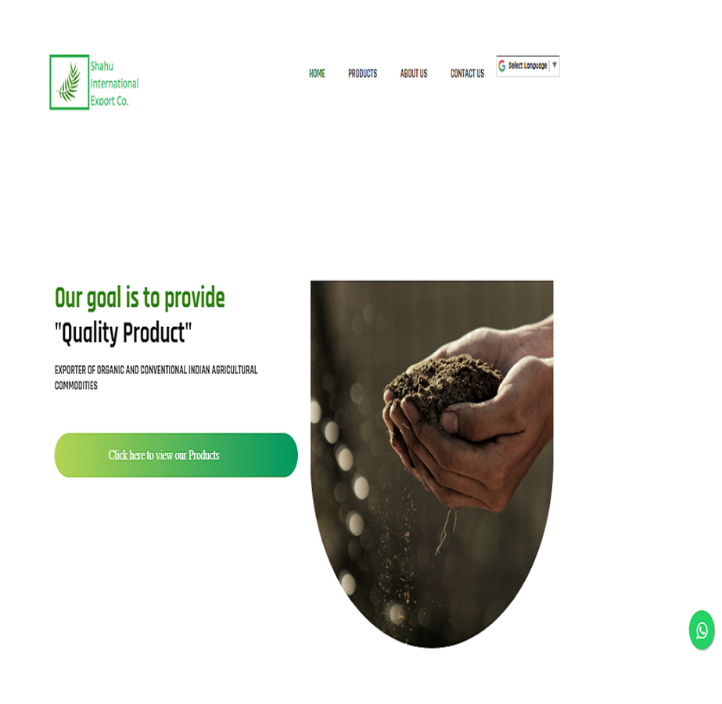 Shahu
International
Export Co.
HOME
PRODUCTS
ABOUT US
CONTACT US
Select Language ▼
Our goal is to provide
"Quality Product"
EXPORTER OF ORGANIC AND CONVENTIONAL INDIAN AGRICULTURAL
COMMODITIES
Click here to view our Products